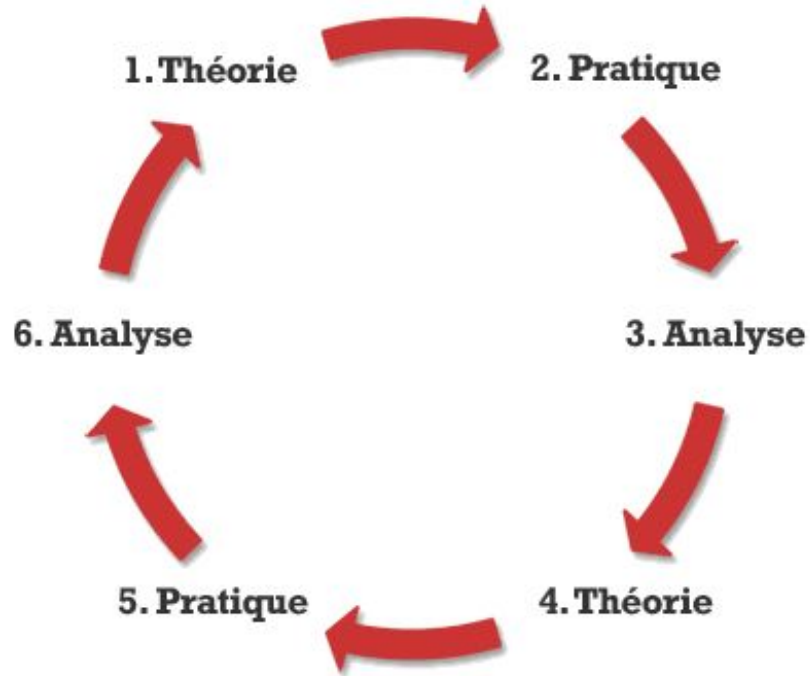 1. Théorie
2. Pratique
3. Analyse
4. Théorie
5. Pratique
6. Analyse